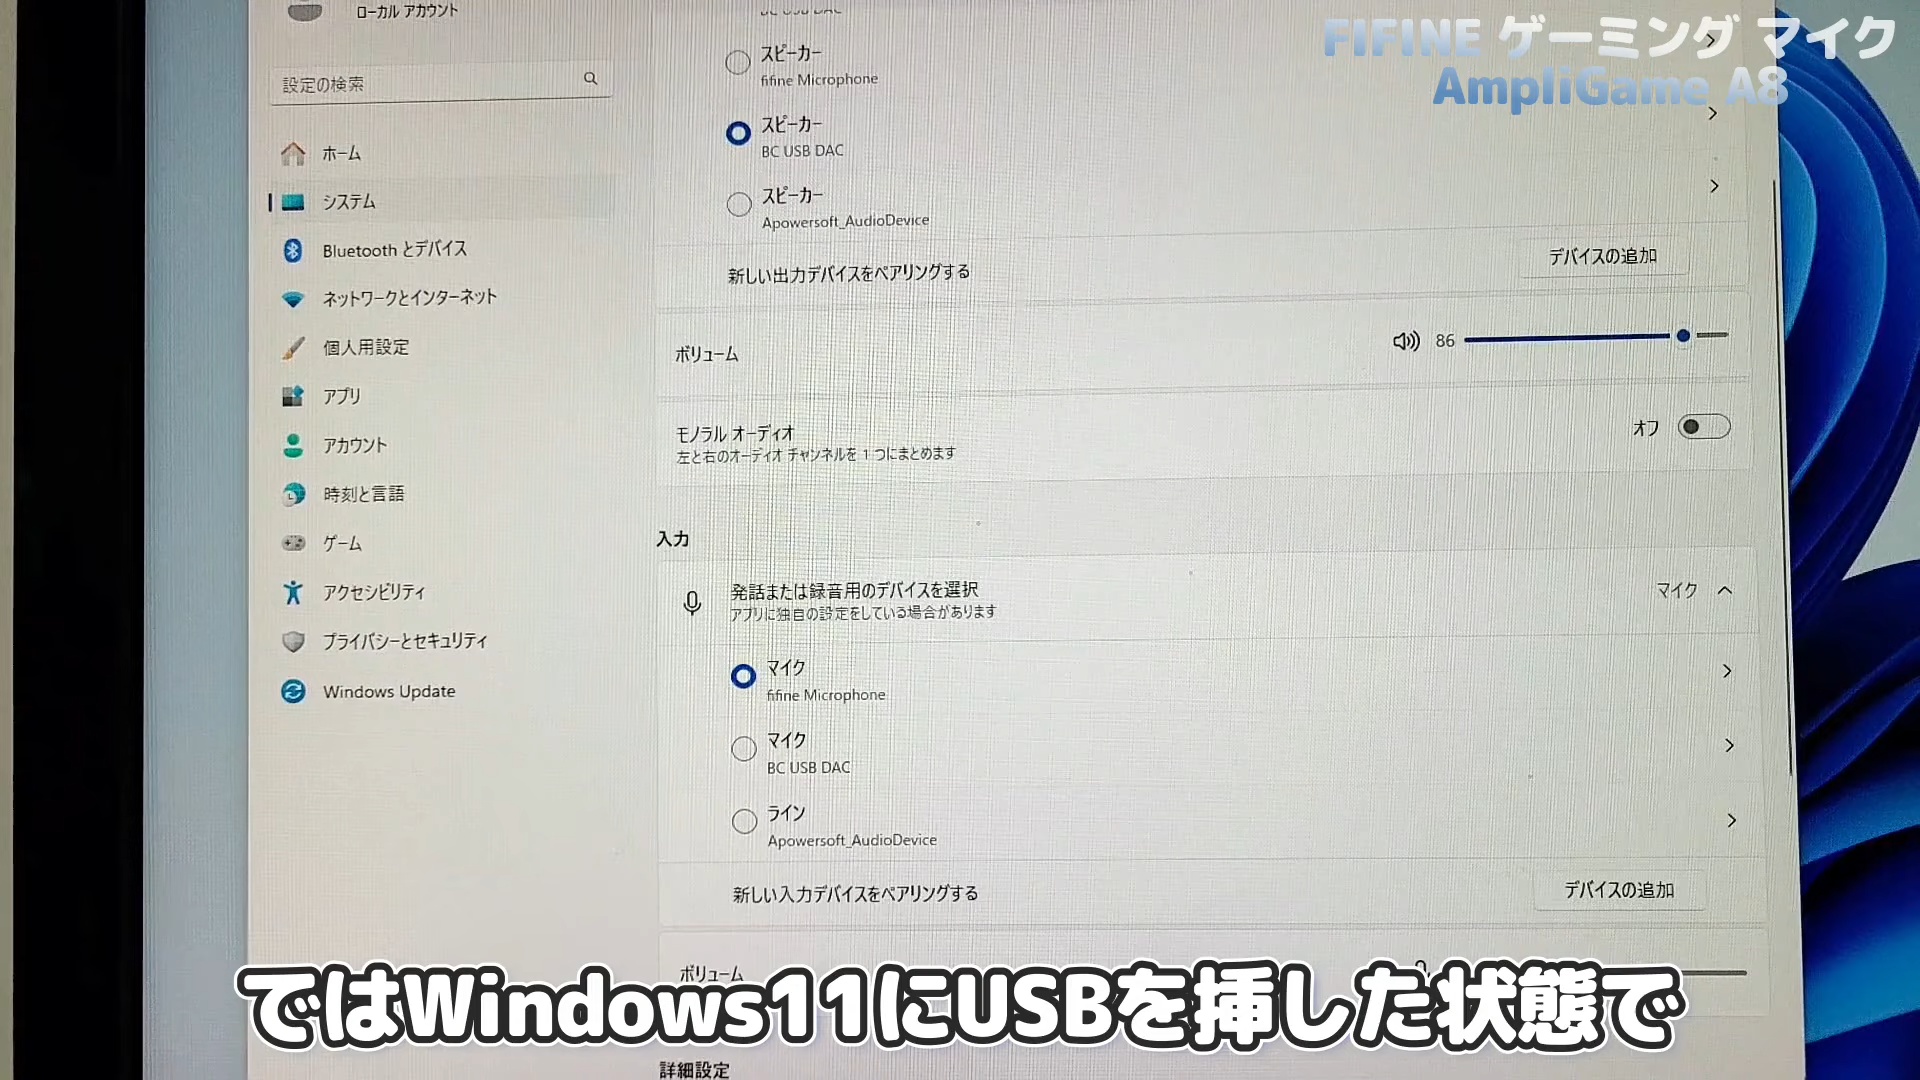 FIFINE ゲーミング マイク
AmpliGame A8
ローカル アカウント
設定の検索
ホーム
システム
Bluetooth とデバイス
ネットワークとインターネット
個人用設定
アプリ
アカウント
時刻と言語
ゲーム
アクセシビリティ
プライバシーとセキュリティ
Windows Update
スピーカー
fifine Microphone
スピーカー
BC USB DAC
スピーカー
Apowersoft_AudioDevice
新しい出力デバイスをペアリングする
デバイスの追加
ボリューム
86
モノラル オーディオ
左と右のオーディオ チャンネルを 1 つにまとめます
オフ
入力
発話または録音用のデバイスを選択
アプリに独自の設定をしている場合があります
マイク
マイク
fifine Microphone
マイク
BC USB DAC
ライン
Apowersoft_AudioDevice
新しい入力デバイスをペアリングする
デバイスの追加
ボリューム
ではWindows11にUSBを挿した状態で
詳細設定